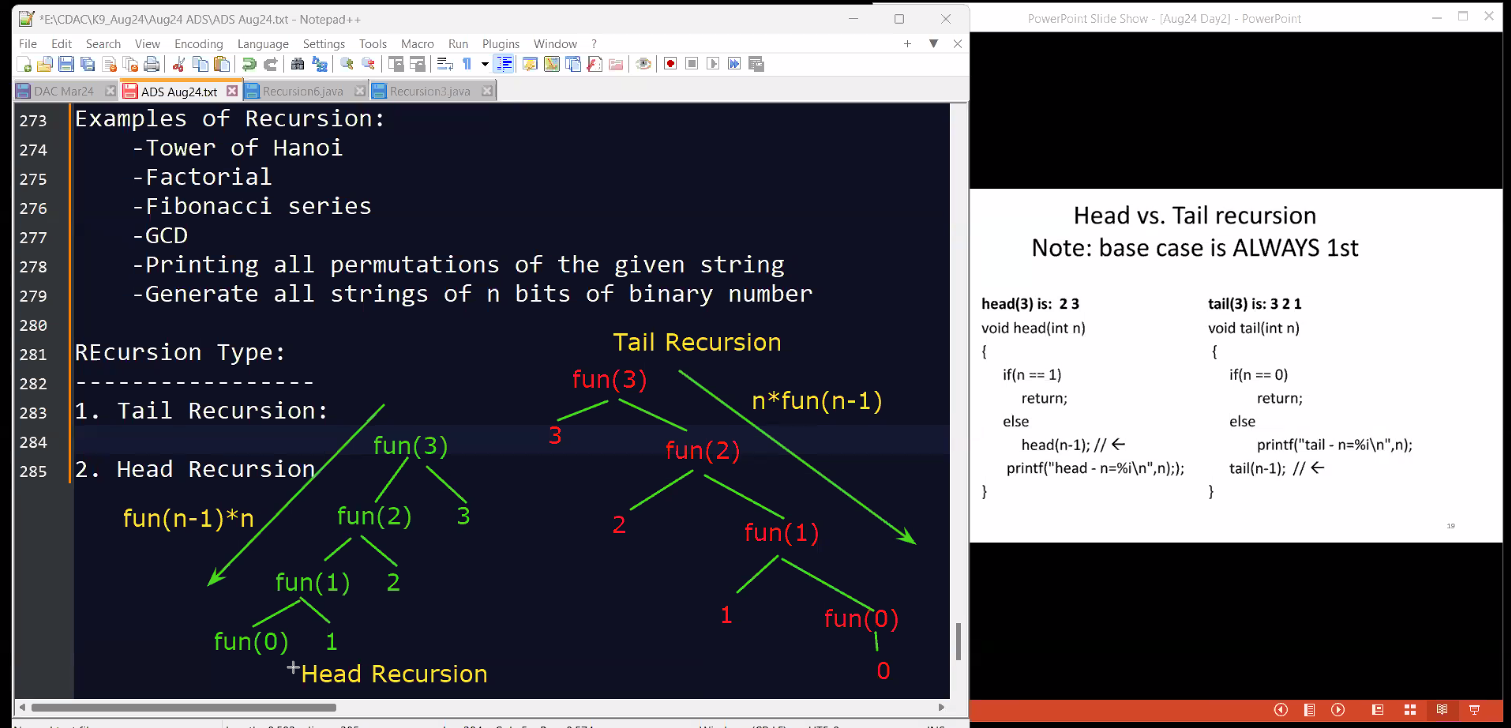 *E:\CDAC\K9_Aug24\Aug24 ADS\ADS Aug24.txt - Notepad++
File Edit Search View Encoding Language Settings Tools Macro Run Plugins Window ?
DAC Mar24 ADS Aug24.txt Recursion6.java Recursion3.java
273 Examples of Recursion:
274 -Tower of Hanoi
275 -Factorial
276 -Fibonacci series
277 -GCD
278 -Printing all permutations of the given string
279 -Generate all strings of n bits of binary number
280
281 REcursion Type:
282 -----------------
283 1. Tail Recursion:
284
285 2. Head Recursion
fun(n-1)*n
fun(3)
fun(2) 3
fun(1) 2
fun(0) 1
Head Recursion
Tail Recursion
n*fun(n-1)
fun(3)
3 fun(2)
2 fun(1)
1 fun(0)
0
PowerPoint Slide Show - [Aug24 Day2] - PowerPoint
Head vs. Tail recursion
Note: base case is ALWAYS 1st
head(3) is: 2 3
void head(int n)
{
if(n == 1)
return;
else
head(n-1); // ←
printf("head - n=%i\n",n););
}
tail(3) is: 3 2 1
void tail(int n)
{
if(n == 0)
return;
else
printf("tail - n=%i\n",n);
tail(n-1); // ←
}
19